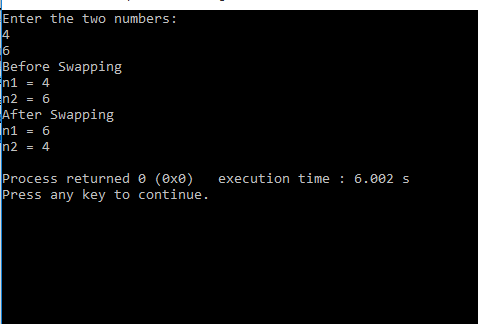 Enter the two numbers:
4
6
Before Swapping
n1 = 4
n2 = 6
After Swapping
n1 = 6
n2 = 4
Process returned 0 (0x0)   execution time : 6.002 s
Press any key to continue.